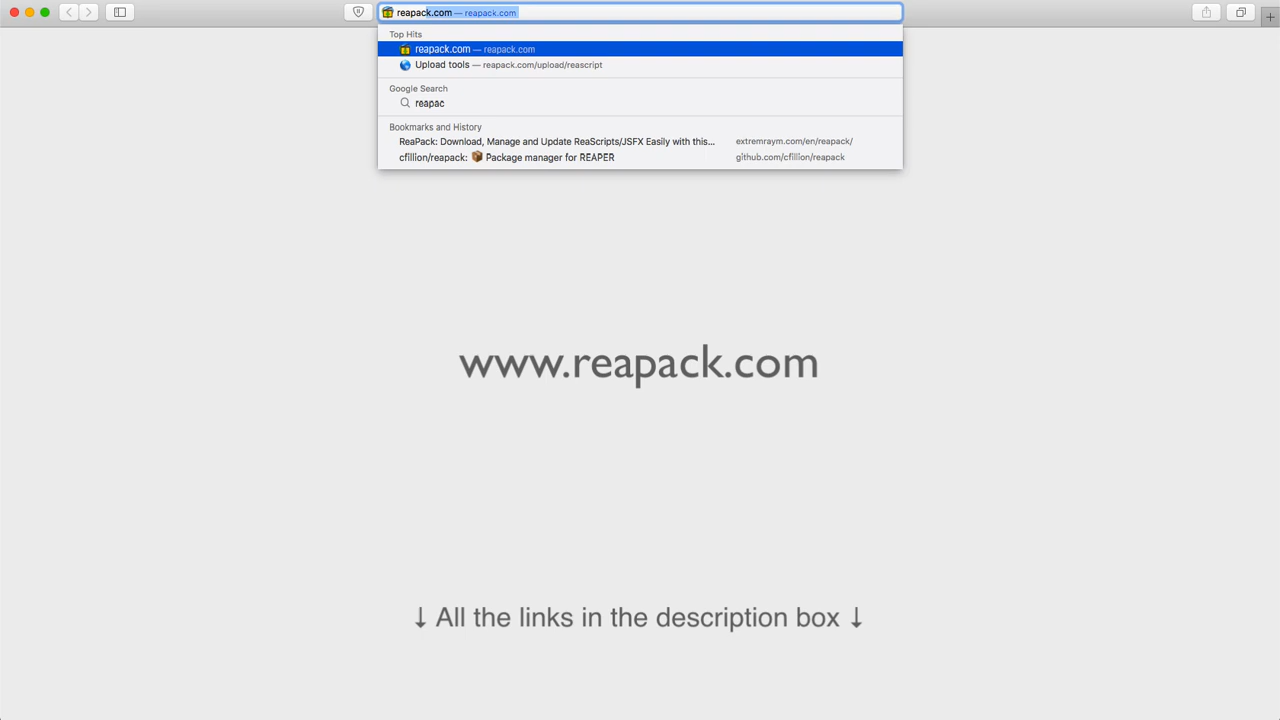 reapack.com — reapack.com
Top Hits
reapack.com — reapack.com
Upload tools — reapack.com/upload/reascript
Google Search
reapac
Bookmarks and History
ReaPack: Download, Manage and Update ReaScripts/JSFX Easily with this... extremraym.com/en/reapack/
cfillion/reapack: 📦 Package manager for REAPER github.com/cfillion/reapack
www.reapack.com
↓ All the links in the description box ↓